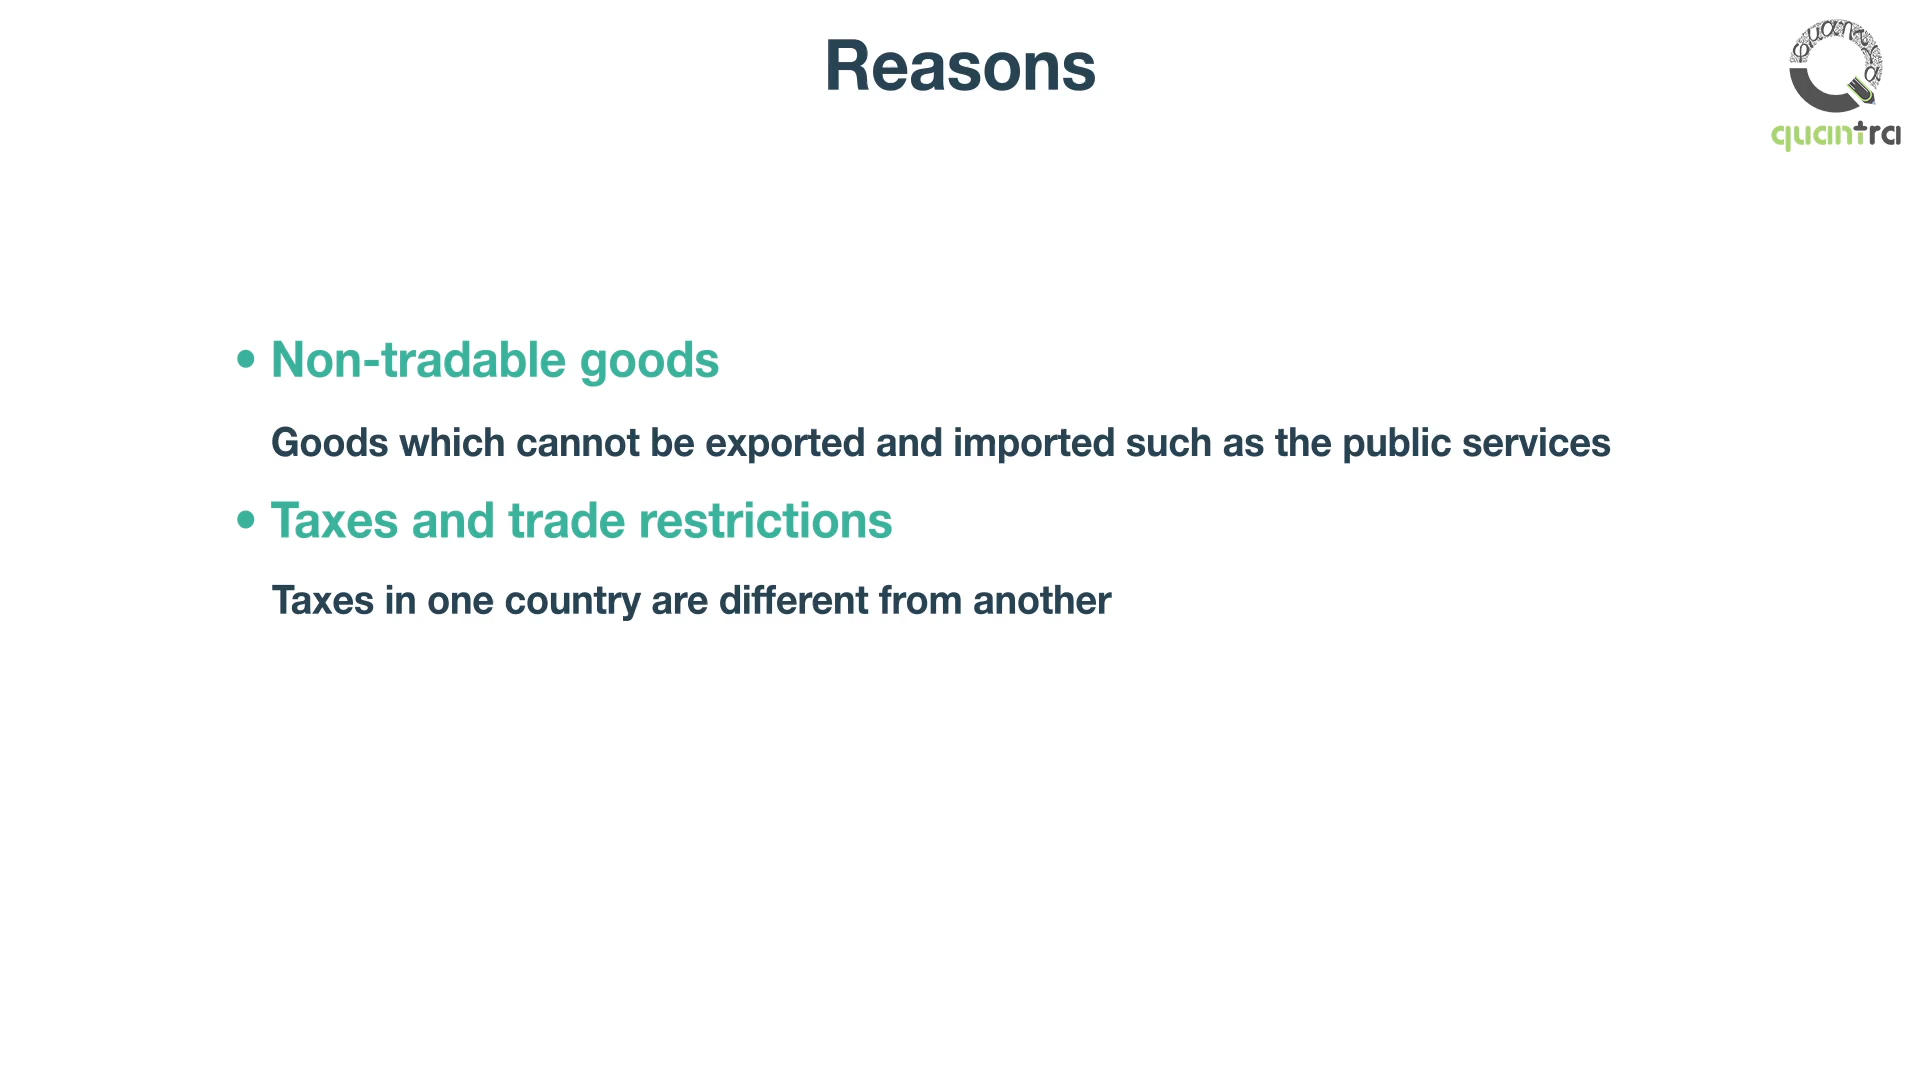 Reasons
quantra
• Non-tradable goods
Goods which cannot be exported and imported such as the public services
• Taxes and trade restrictions
Taxes in one country are different from another